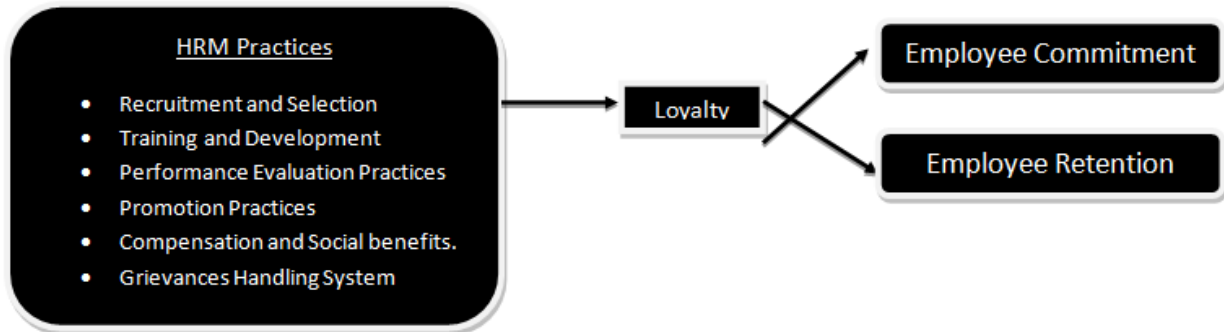 HRM Practices
• Recruitment and Selection
• Training and Development
• Performance Evaluation Practices
• Promotion Practices
• Compensation and Social benefits.
• Grievances Handling System
Loyalty
Employee Commitment
Employee Retention